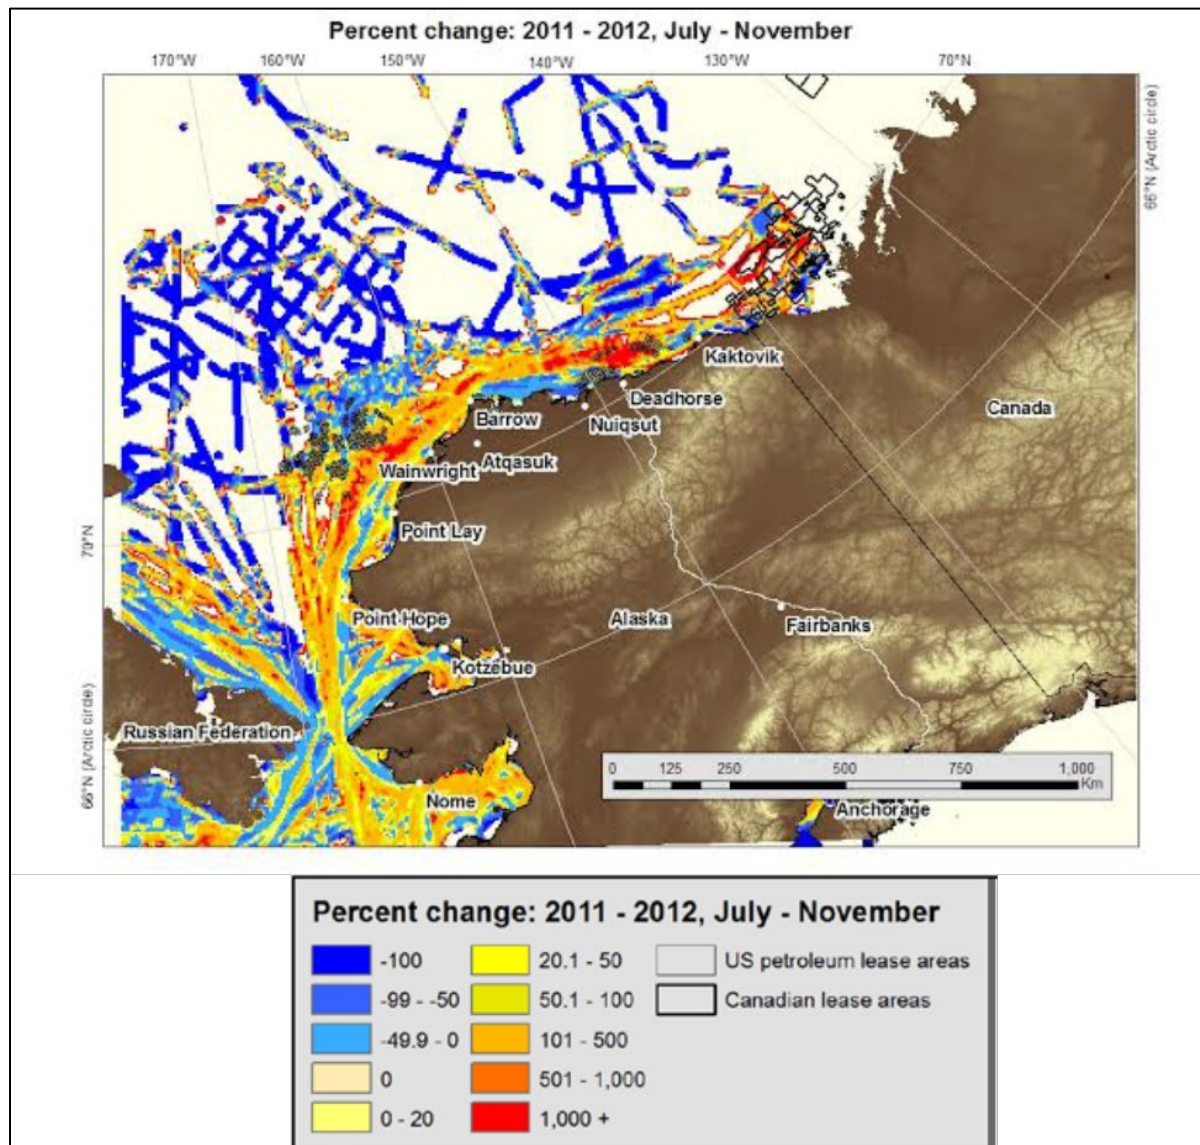 Percent change: 2011 - 2012, July - November
170°W 160°W 150°W 140°W 130°W 70°N
66°N (Arctic circle)
Kaktovik
Deadhorse
Canada
Barrow
Nuiqsut
Wainwright Atqasuk
70°N
Point Lay
Point Hope
Alaska
Fairbanks
Kotzebue
66°N (Arctic circle)
Russian Federation
0 125 250 500 750 1,000
Km
Nome
Anchorage
Percent change: 2011 - 2012, July - November
-100 20.1 - 50 US petroleum lease areas
-99 - -50 50.1 - 100 Canadian lease areas
-49.9 - 0 101 - 500
0 501 - 1,000
0 - 20 1,000 +